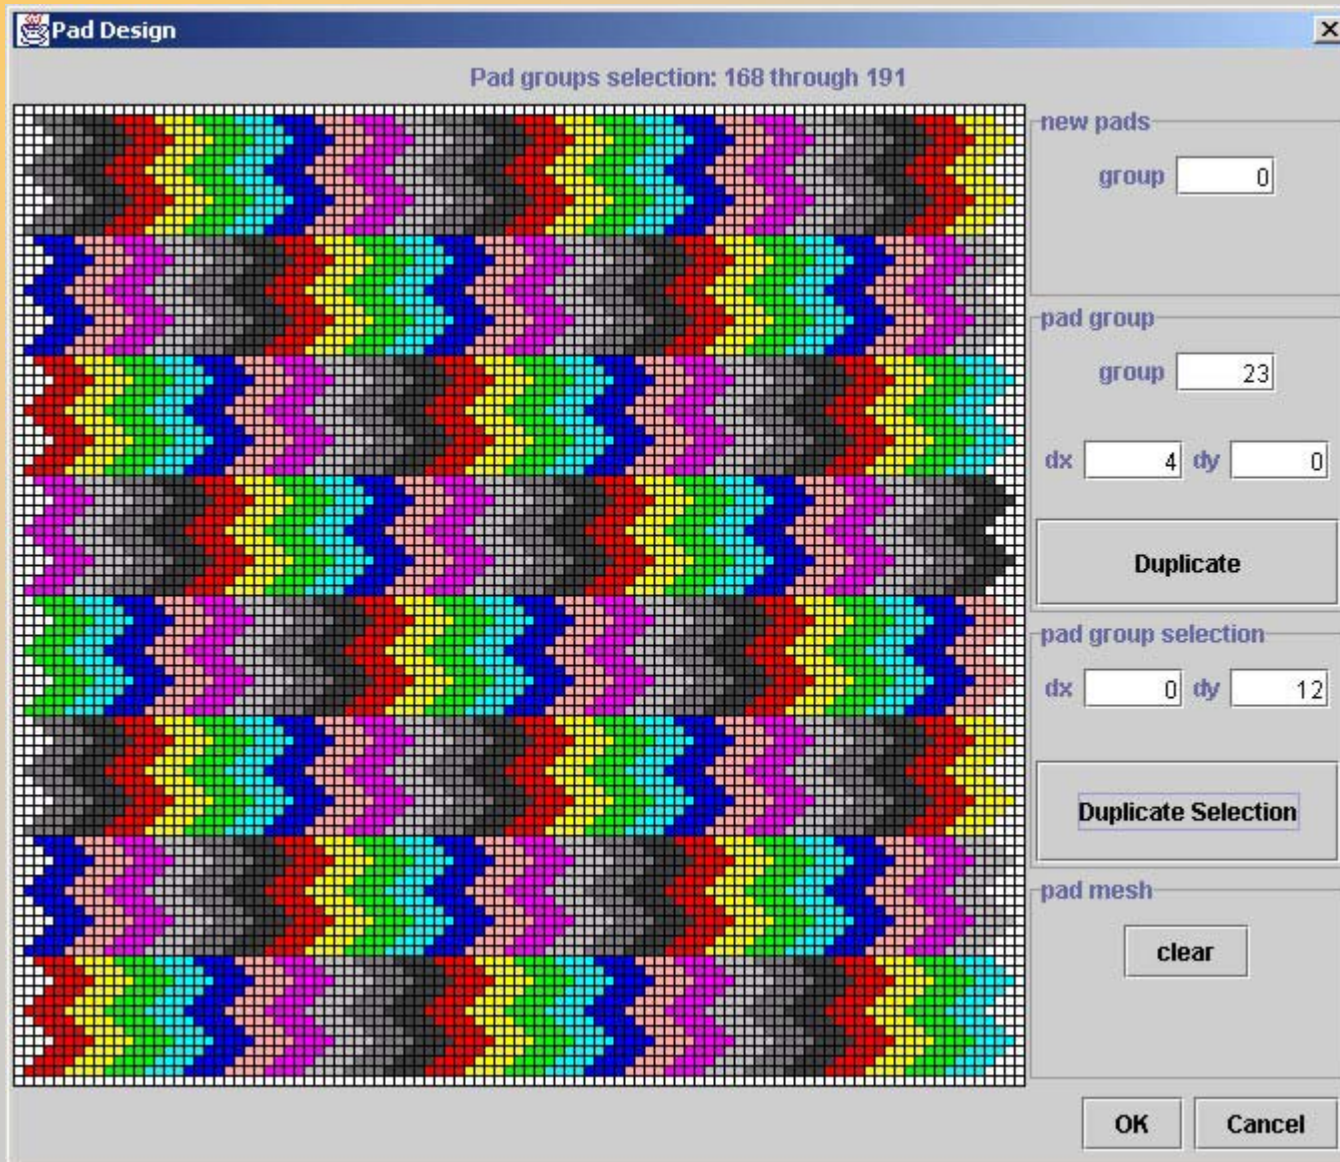 Pad Design
Pad groups selection: 168 through 191
new pads
group 0
pad group
group 23
dx 4 dy 0
Duplicate
pad group selection
dx 0 dy 12
Duplicate Selection
pad mesh
clear
OK Cancel